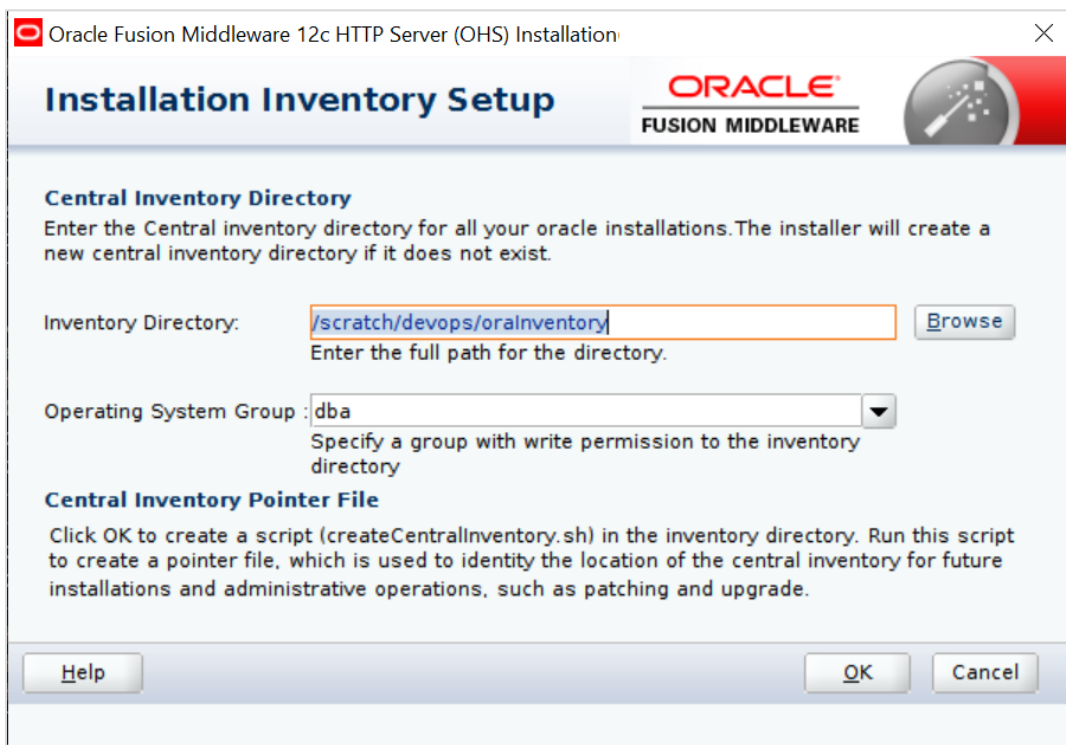 Oracle Fusion Middleware 12c HTTP Server (OHS) Installation
Installation Inventory Setup
ORACLE
FUSION MIDDLEWARE
Central Inventory Directory
Enter the Central inventory directory for all your oracle installations.The installer will create a
new central inventory directory if it does not exist.
Inventory Directory:
/scratch/devops/oraInventory
Browse
Enter the full path for the directory.
Operating System Group :
dba
Specify a group with write permission to the inventory
directory
Central Inventory Pointer File
Click OK to create a script (createCentralInventory.sh) in the inventory directory. Run this script
to create a pointer file, which is used to identity the location of the central inventory for future
installations and administrative operations, such as patching and upgrade.
Help
OK
Cancel